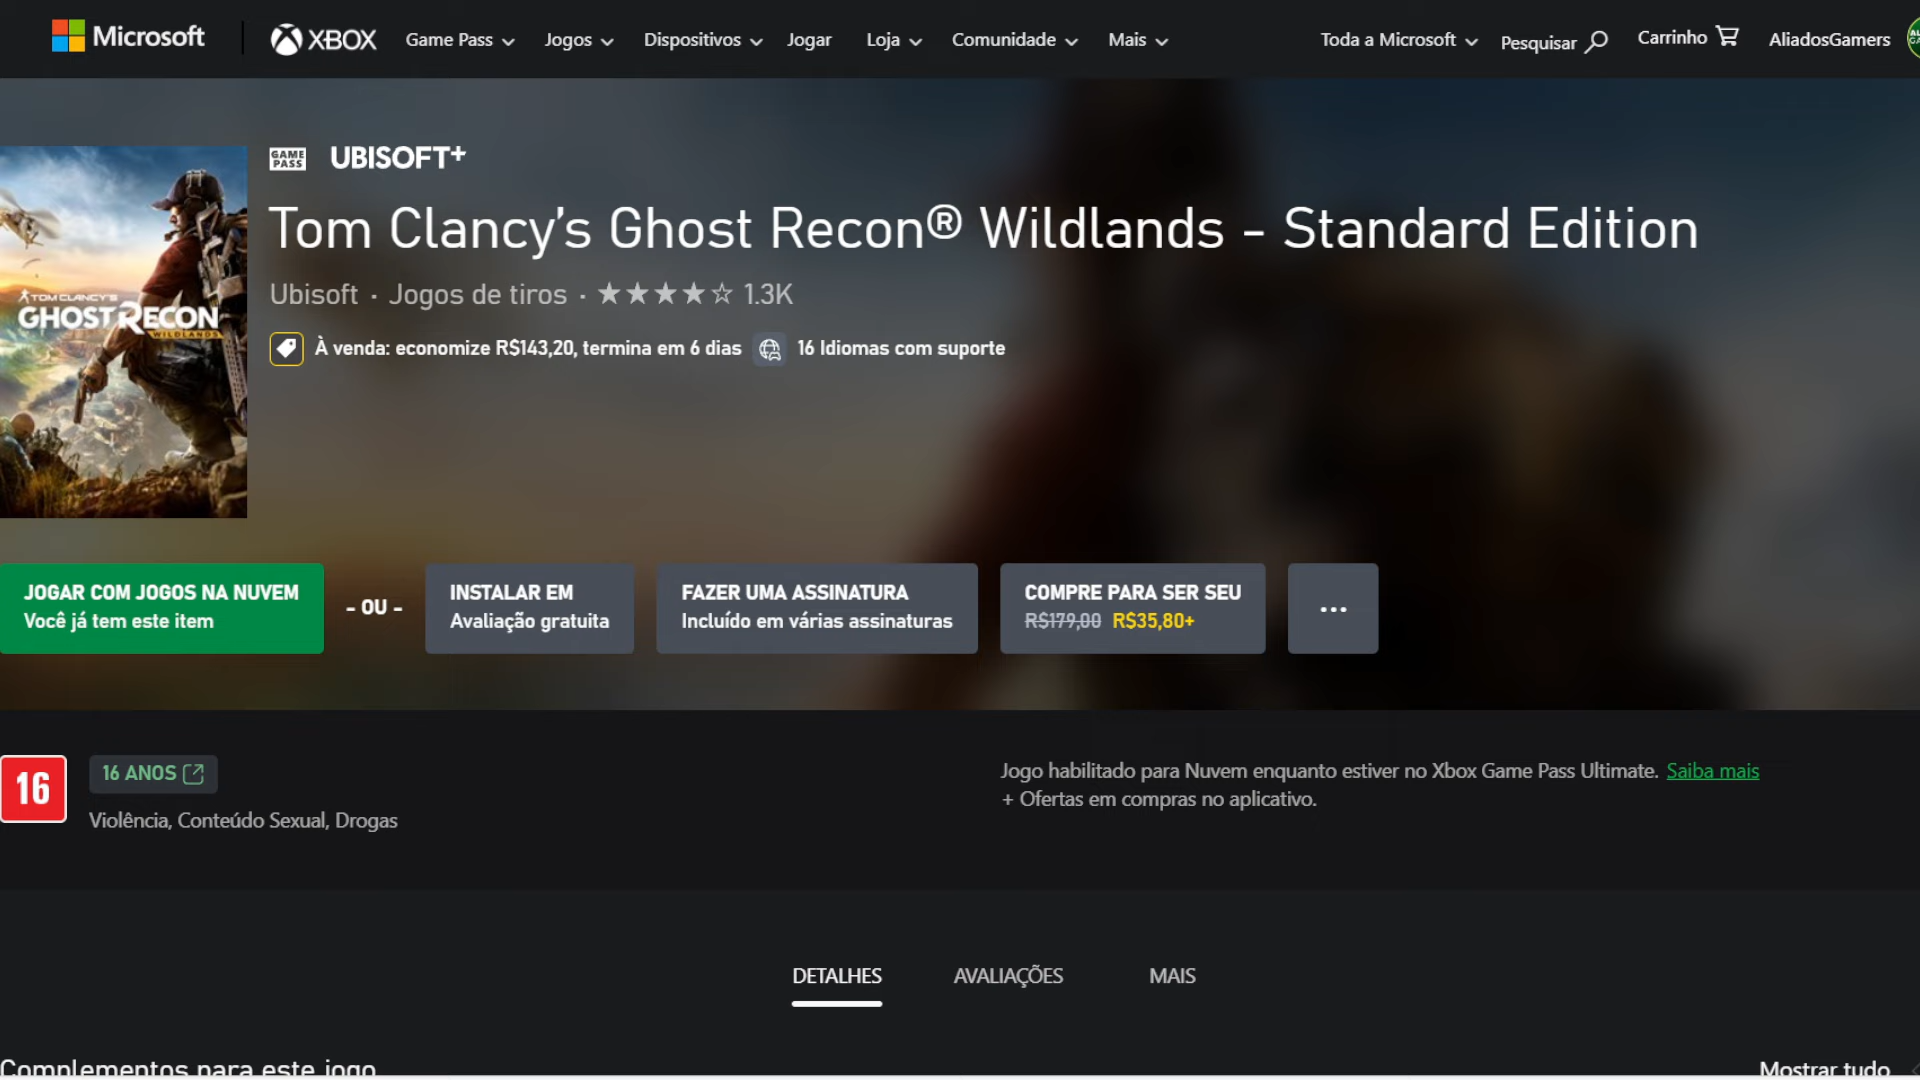 Microsoft
XBOX
Game Pass
Jogos
Dispositivos
Jogar
Loja
Comunidade
Mais
Toda a Microsoft
Pesquisar
Carrinho
AliadosGamers
GAME PASS
UBISOFT+
Tom Clancy's Ghost Recon® Wildlands - Standard Edition
Ubisoft · Jogos de tiros · ★★★★☆ 1.3K
À venda: economize R$143,20, termina em 6 dias
16 Idiomas com suporte
TOM CLANCY'S
GHOST RECON
WILDLANDS
JOGAR COM JOGOS NA NUVEM
Você já tem este item
- OU -
INSTALAR EM
Avaliação gratuita
FAZER UMA ASSINATURA
Incluído em várias assinaturas
COMPRE PARA SER SEU
R$179,00 R$35,80+
...
16
16 ANOS
Violência, Conteúdo Sexual, Drogas
Jogo habilitado para Nuvem enquanto estiver no Xbox Game Pass Ultimate. Saiba mais
+ Ofertas em compras no aplicativo.
DETALHES
AVALIAÇÕES
MAIS
Complementos para este jogo
Mostrar tudo